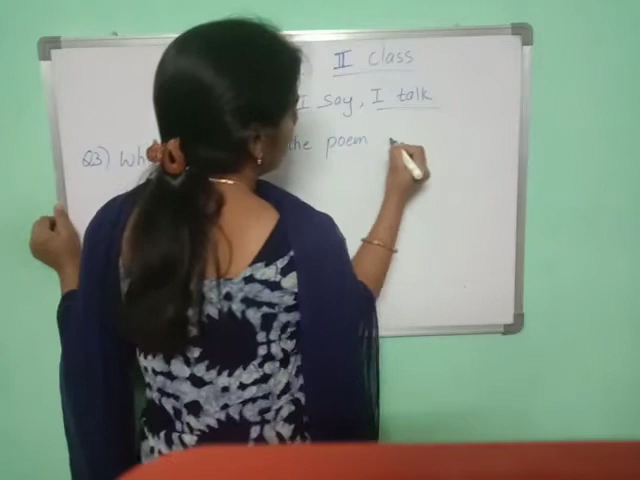 II class
I say, I talk
Q3) Wh the poem